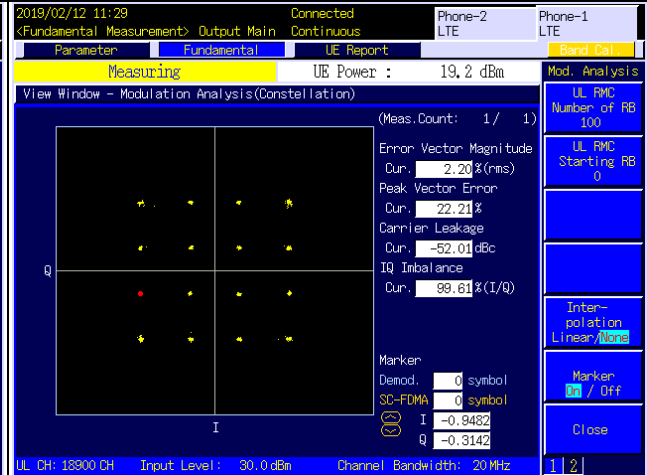 2019/02/12 11:29 Connected Phone-2 Phone-1
<Fundamental Measurement> Output Main Continuous LTE LTE
Parameter Fundamental UE Report Band Cal.
Measuring UE Power : 19.2 dBm Mod. Analysis
View Window - Modulation Analysis(Constellation)
(Meas.Count: 1/ 1)
Error Vector Magnitude
Cur. 2.20 %(rms)
Peak Vector Error
Cur. 22.21 %
Carrier Leakage
Cur. -52.01 dBc
IQ Imbalance
Cur. 99.61 %(I/Q)
Q
I
Marker
Demod. 0 symbol
SC-FDMA 0 symbol
I -0.9482
Q -0.3142
UL RMC
Number of RB
100
UL RMC
Starting RB
0
Inter-
polation
Linear/None
Marker
On / Off
Close
UL CH: 18900 CH Input Level: 30.0 dBm Channel Bandwidth: 20 MHz 1 2